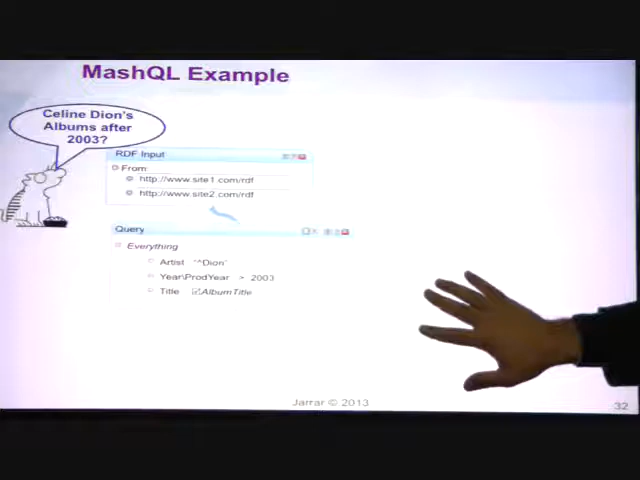 MashQL Example
Celine Dion's
Albums after
2003?
RDF Input
From
http://www.site1.com/rdf
http://www.site2.com/rdf
Query
Everything
Artist "^Dion"
Year\ProdYear > 2003
Title AlbumTitle
Jarrar © 2013
32